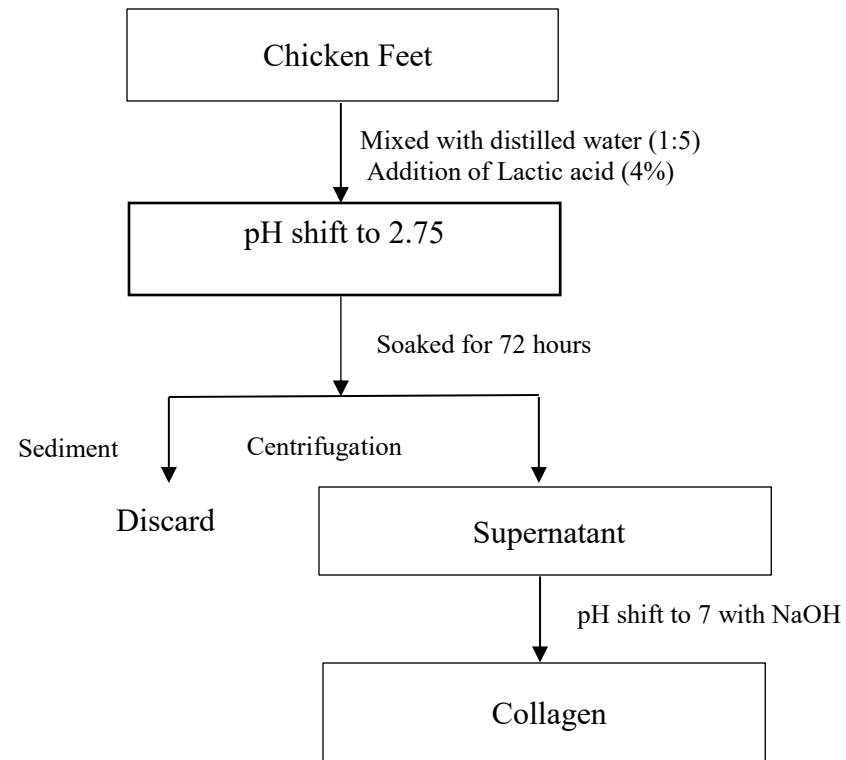 Chicken Feet
Mixed with distilled water (1:5)
Addition of Lactic acid (4%)
pH shift to 2.75
Soaked for 72 hours
Sediment
Centrifugation
Discard
Supernatant
pH shift to 7 with NaOH
Collagen